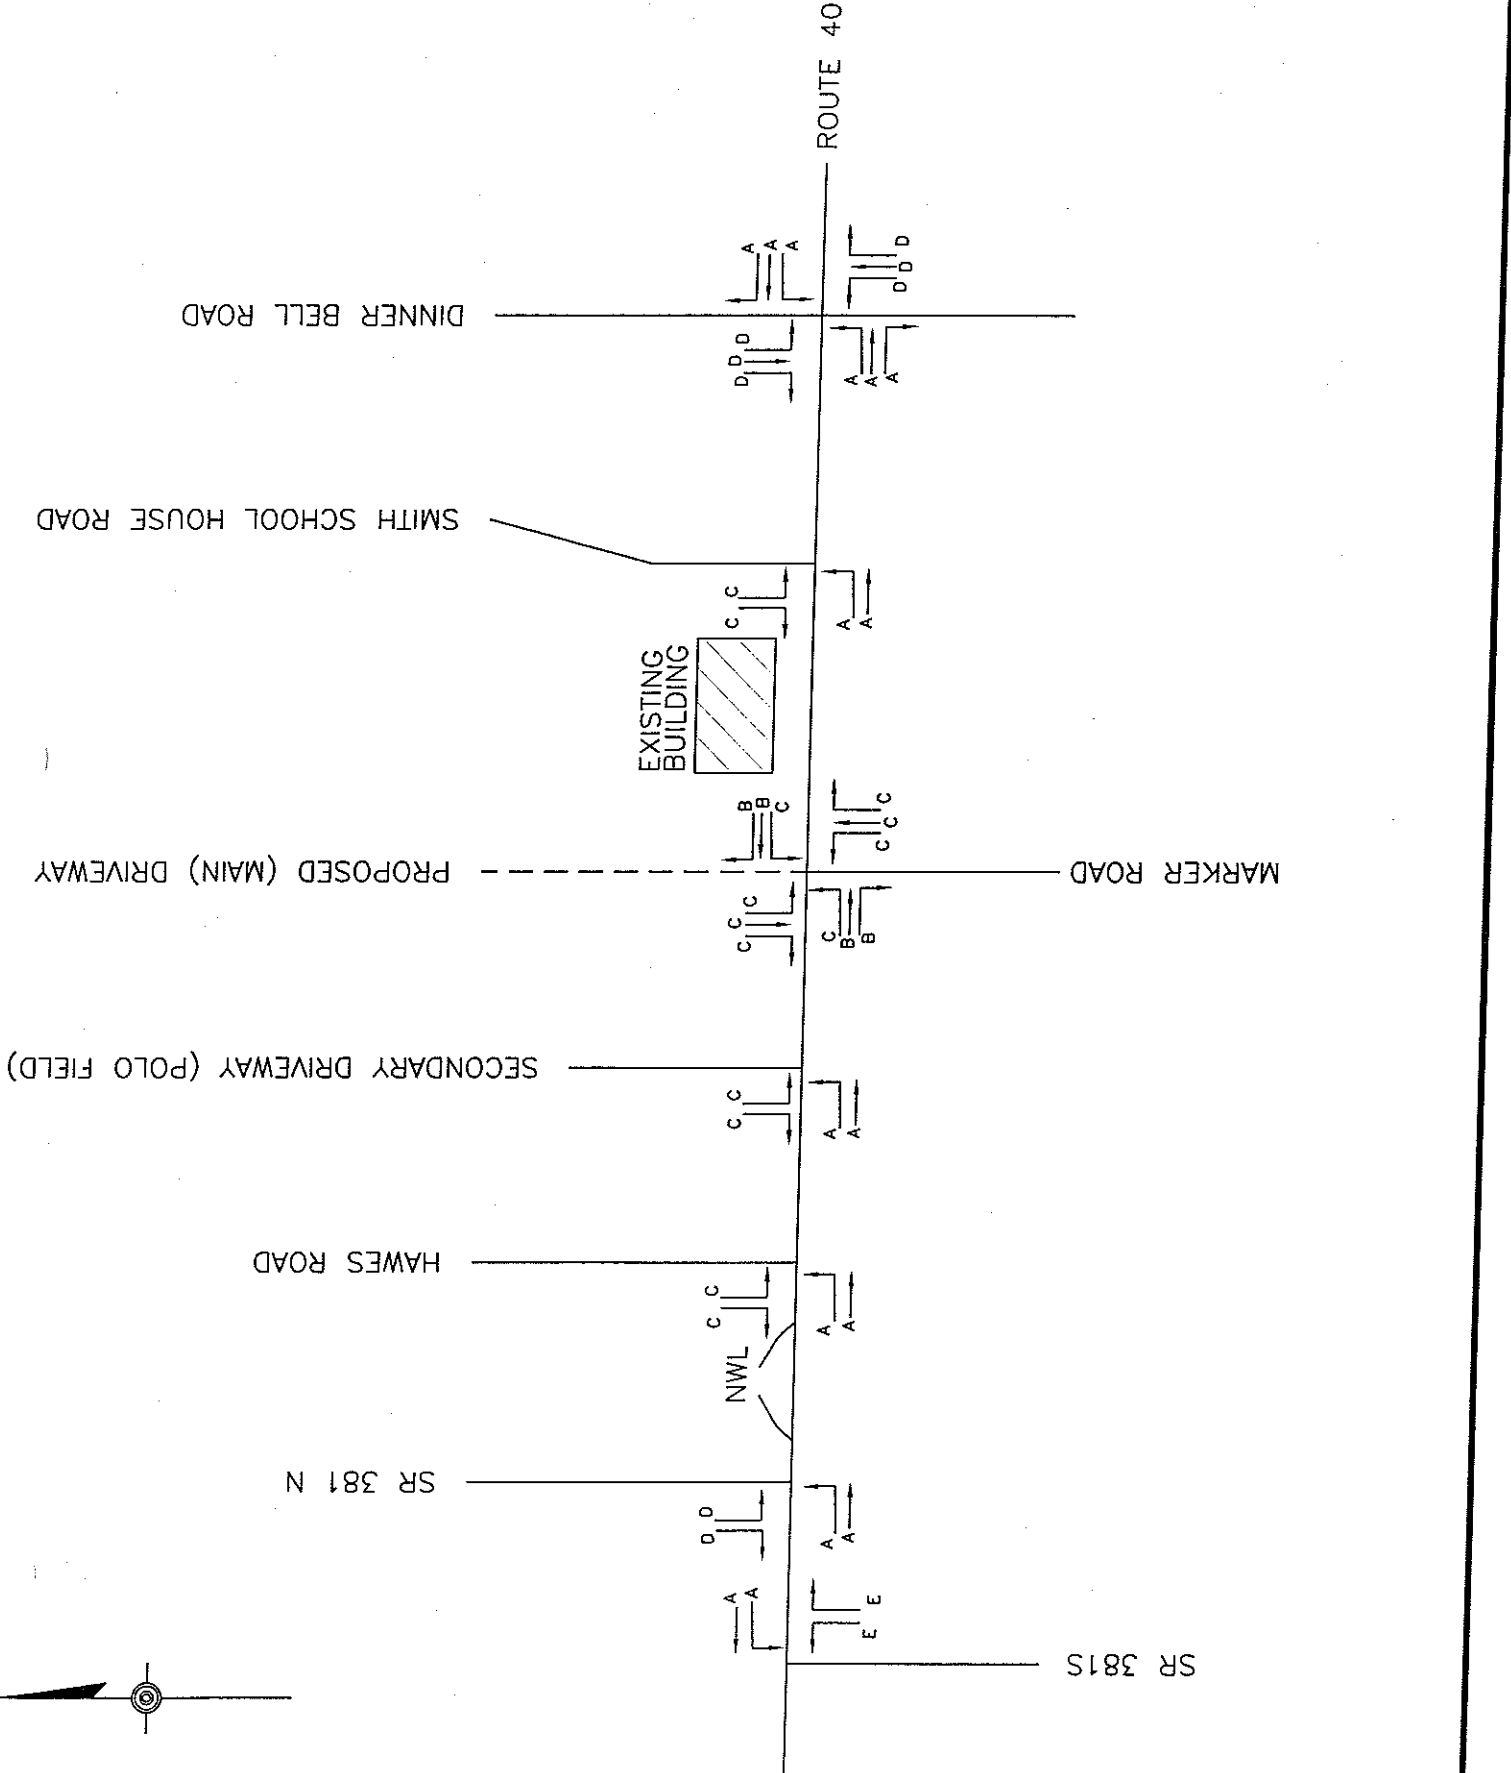 ROUTE 40
DINNER BELL ROAD
A
A
A
D
D
D
D
D
D
A
A
A
SMITH SCHOOL HOUSE ROAD
C
C
A
A
EXISTING
BUILDING
PROPOSED (MAIN) DRIVEWAY
B
B
C
C
C
C
C
C
C
C
B
B
MARKER ROAD
SECONDARY DRIVEWAY (POLO FIELD)
C
C
A
A
HAWES ROAD
C
C
A
A
NWL
SR 381 N
D
D
A
A
A
A
E
E
SR 381S